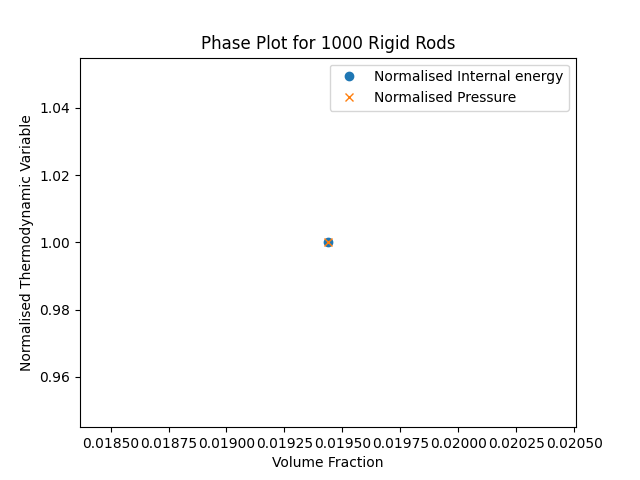 Phase Plot for 1000 Rigid Rods
Normalised Internal energy
Normalised Pressure
Normalised Thermodynamic Variable
1.04
1.02
1.00
0.98
0.96
0.01850 0.01875 0.01900 0.01925 0.01950 0.01975 0.02000 0.02025 0.02050
Volume Fraction